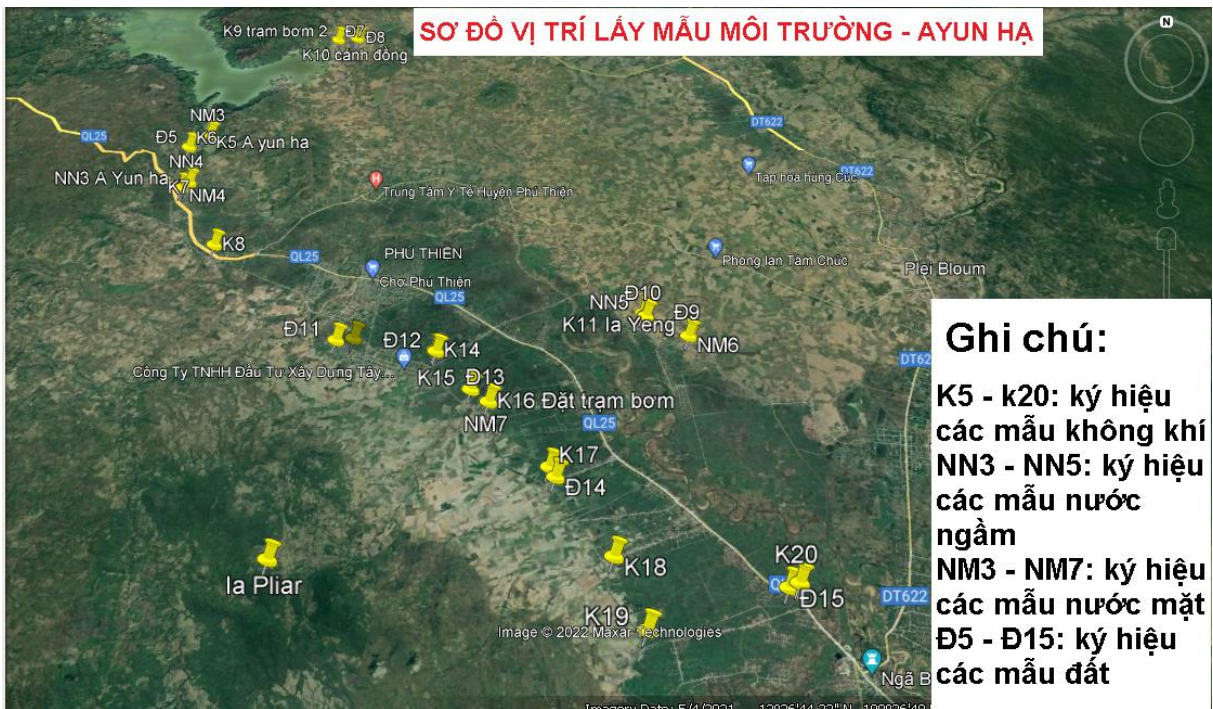 SƠ ĐỒ VỊ TRÍ LẤY MẪU MÔI TRƯỜNG - AYUN HẠ
N
K9 trạm bơm 2
Đ7
Đ8
K10 cánh đồng
NM3
QL25
Đ5
K6
K5 A yun hạ
NN4
NN3 A Yun hạ
K7
NM4
K8
DT622
DT622
Tạp hóa hùng Cúc
Trung Tâm Y Tế Huyện Phú Thiện
QL25
PHÚ THIỆN
Chợ Phú Thiện
QL25
Phong lan Tâm Chúc
Plei Bloum
Đ10
NN5
K11 Ia Yeng
Đ9
NM6
Đ11
Đ12
K14
Công Ty TNHH Đầu Tư Xây Dựng Tây...
K15
Đ13
K16 Đặt trạm bơm
NM7
QL25
K17
Đ14
Ia Pliar
K18
K20
Đ15
DT622
K19
Image © 2022 Maxar Technologies
Ghi chú:
K5 - k20: ký hiệu
các mẫu không khí
NN3 - NN5: ký hiệu
các mẫu nước
ngầm
NM3 - NM7: ký hiệu
các mẫu nước mặt
Đ5 - Đ15: ký hiệu
các mẫu đất